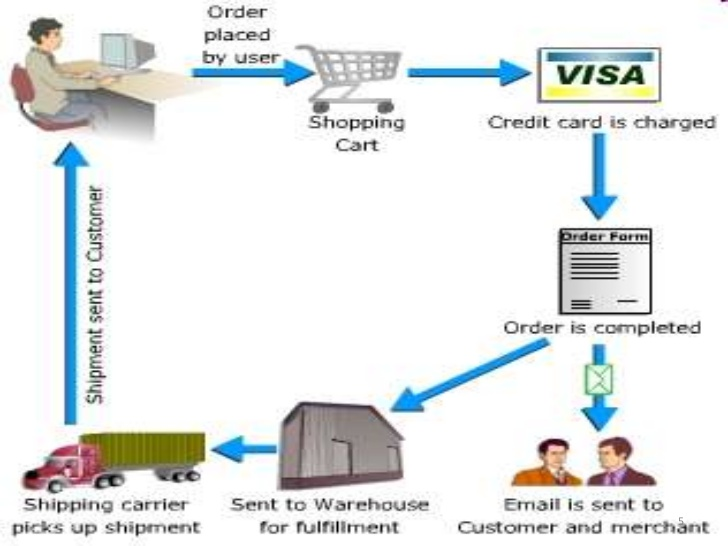 Order
placed
by user
Shopping
Cart
VISA
Credit card is charged
Order Form
Order is completed
Shipment sent to Customer
Shipping carrier
picks up shipment
Sent to Warehouse
for fulfillment
Email is sent to
Customer and merchant
5